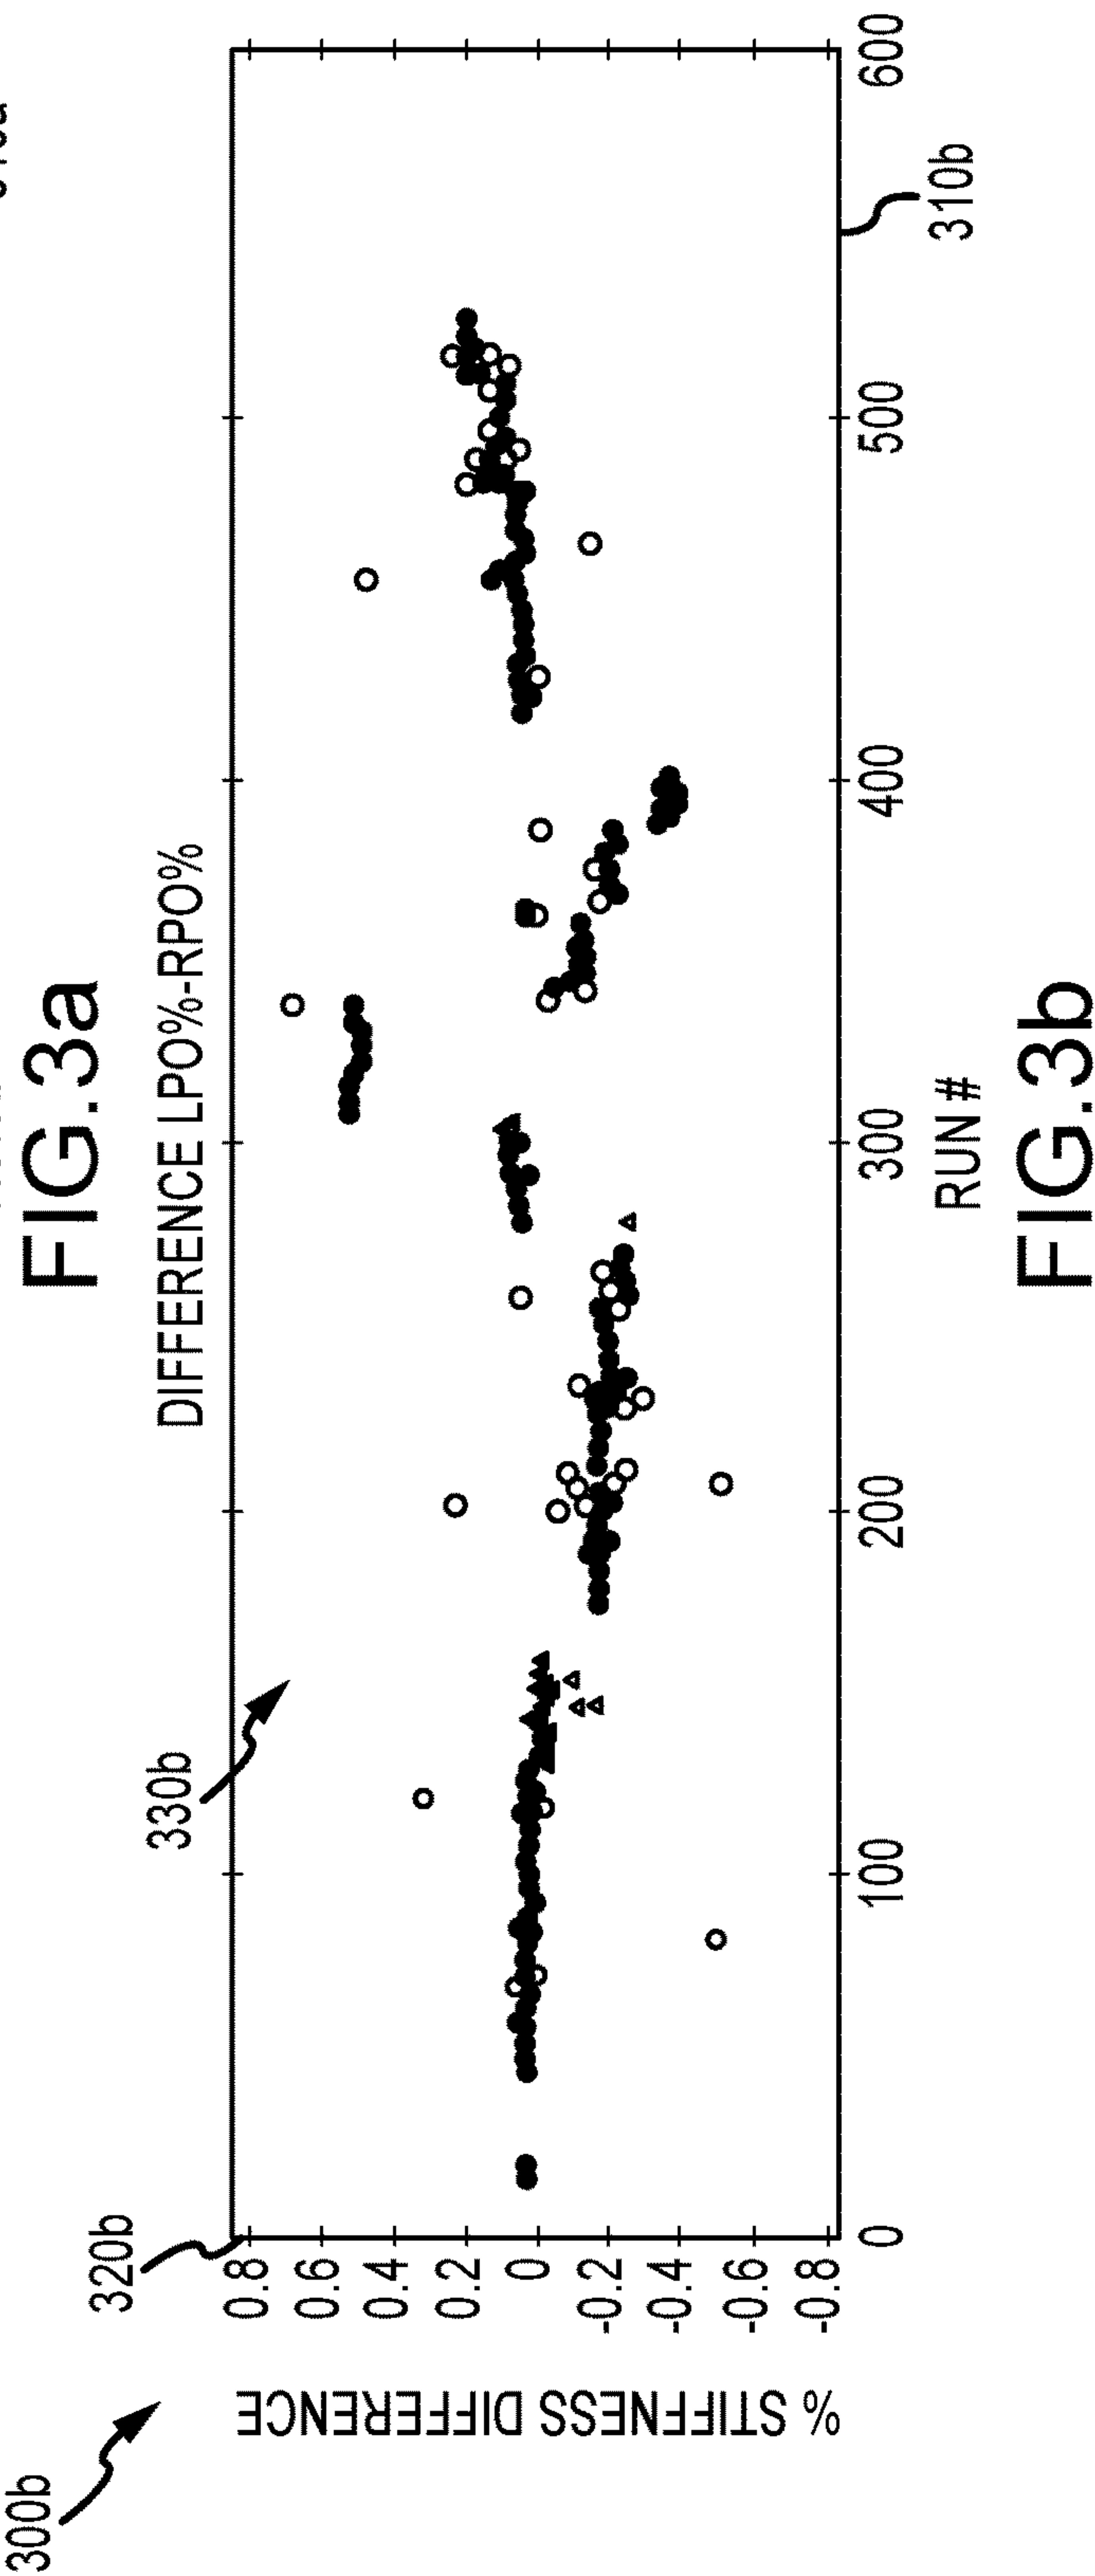 FIG.3a
DIFFERENCE LPO%-RPO%
300b
320b
330b
% STIFFNESS DIFFERENCE
0.8
0.6
0.4
0.2
0
-0.2
-0.4
-0.6
-0.8
0
100
200
300
400
500
600
RUN #
310b
FIG.3b